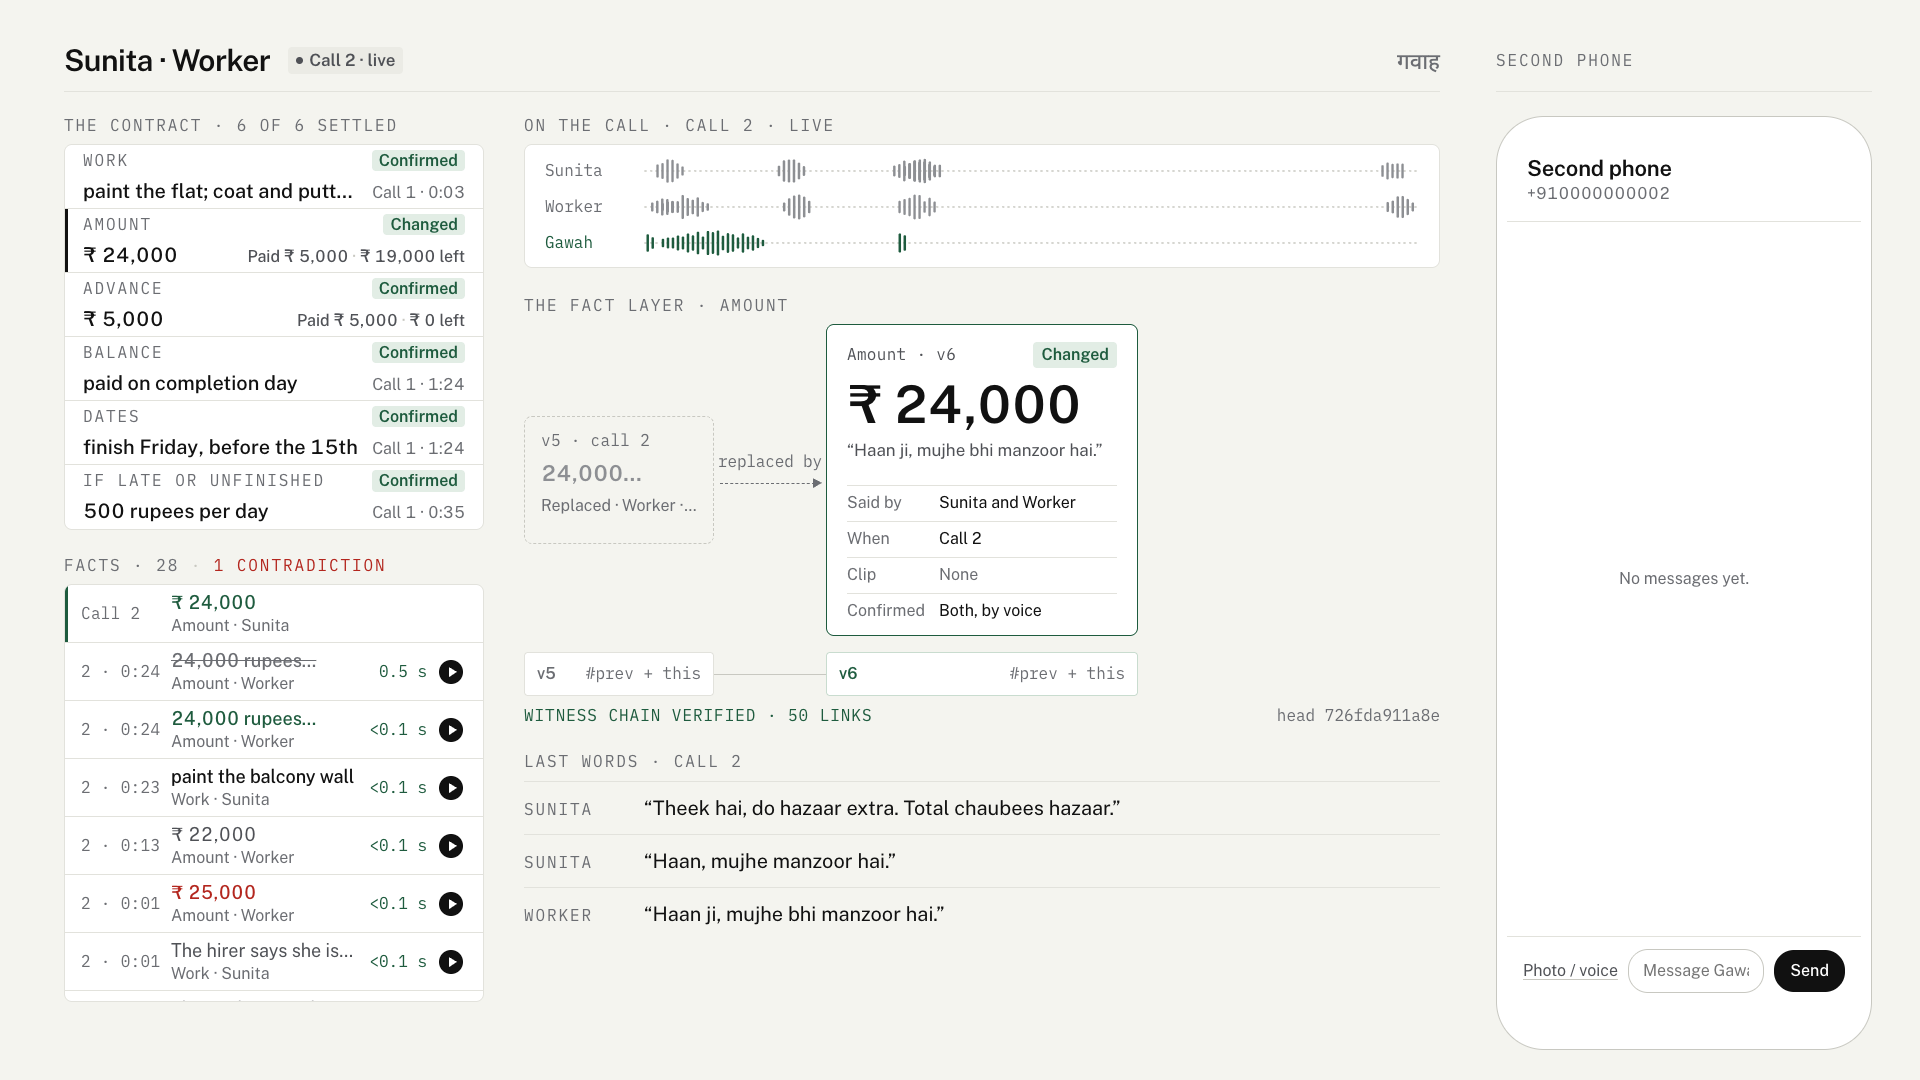 Sunita · Worker
Call 2 · live
गवाह
SECOND PHONE
THE CONTRACT · 6 OF 6 SETTLED
WORK Confirmed
paint the flat; coat and putt... Call 1 · 0:03
AMOUNT Changed
₹ 24,000 Paid ₹ 5,000 · ₹ 19,000 left
ADVANCE Confirmed
₹ 5,000 Paid ₹ 5,000 · ₹ 0 left
BALANCE Confirmed
paid on completion day Call 1 · 1:24
DATES Confirmed
finish Friday, before the 15th Call 1 · 1:24
IF LATE OR UNFINISHED Confirmed
500 rupees per day Call 1 · 0:35
FACTS · 28 · 1 CONTRADICTION
Call 2 ₹ 24,000
Amount · Sunita
2 · 0:24 24,000 rupees... 0.5 s
Amount · Worker
2 · 0:24 24,000 rupees... <0.1 s
Amount · Worker
2 · 0:23 paint the balcony wall <0.1 s
Work · Sunita
2 · 0:13 ₹ 22,000 <0.1 s
Amount · Worker
2 · 0:01 ₹ 25,000 <0.1 s
Amount · Worker
2 · 0:01 The hirer says she is... <0.1 s
Work · Sunita
ON THE CALL · CALL 2 · LIVE
Sunita
Worker
Gawah
THE FACT LAYER · AMOUNT
v5 · call 2
24,000...
Replaced · Worker ·...
replaced by
Amount · v6 Changed
₹ 24,000
“Haan ji, mujhe bhi manzoor hai.”
Said by Sunita and Worker
When Call 2
Clip None
Confirmed Both, by voice
v5 #prev + this
v6 #prev + this
WITNESS CHAIN VERIFIED · 50 LINKS
head 726fda911a8e
LAST WORDS · CALL 2
SUNITA “Theek hai, do hazaar extra. Total chaubees hazaar.”
SUNITA “Haan, mujhe manzoor hai.”
WORKER “Haan ji, mujhe bhi manzoor hai.”
Second phone
+910000000002
No messages yet.
Photo / voice
Message Gawa
Send